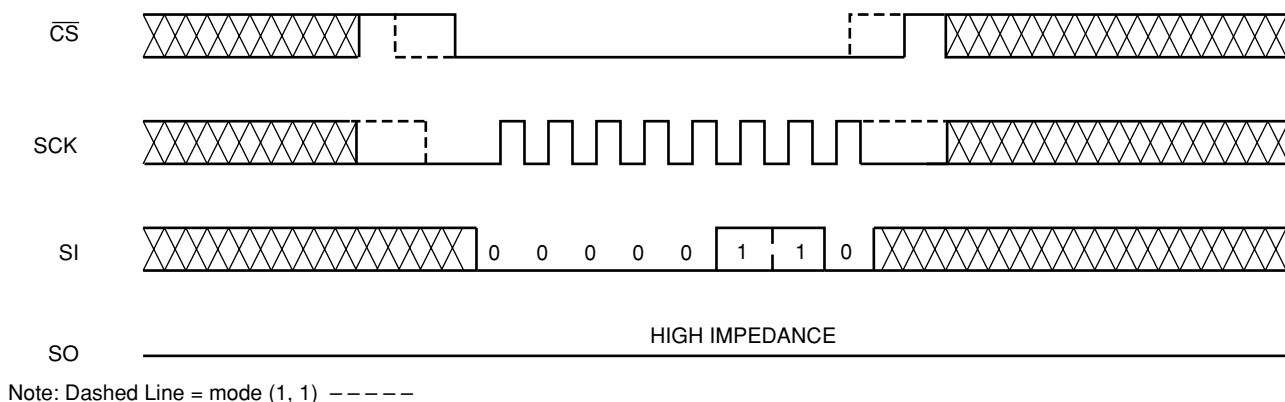 CS
SCK
SI
0 0 0 0 0 1 1 0
HIGH IMPEDANCE
SO
Note: Dashed Line = mode (1, 1) – – – – –